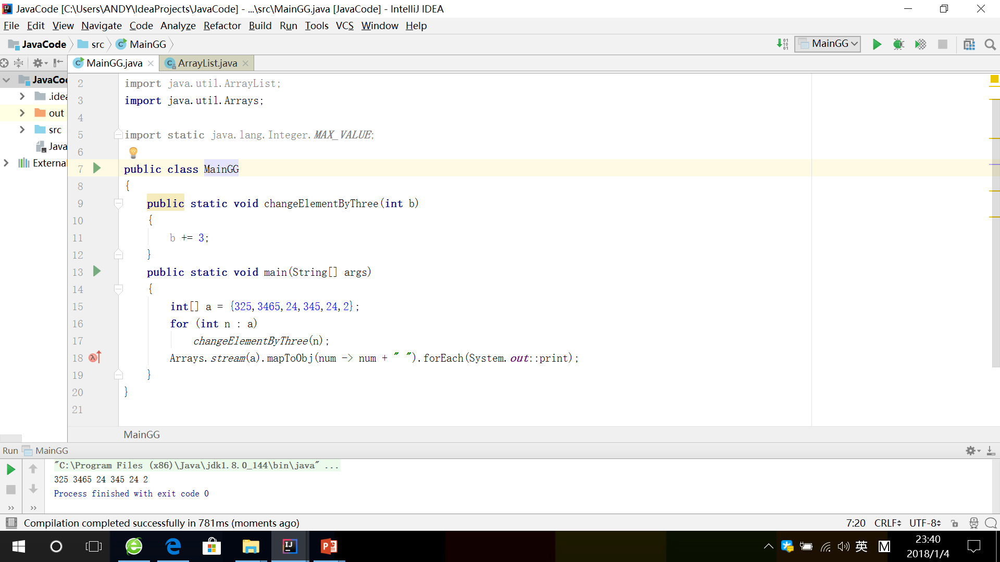 JavaCode [C:\Users\ANDY\IdeaProjects\JavaCode] - ...\src\MainGG.java [JavaCode] - IntelliJ IDEA
File Edit View Navigate Code Analyze Refactor Build Run Tools VCS Window Help
JavaCode src MainGG MainGG
MainGG.java ArrayList.java
JavaCo
.idea
out
src
Java
Externa
2 import java.util.ArrayList;
3 import java.util.Arrays;
4
5 import static java.lang.Integer.MAX_VALUE;
6
7 public class MainGG
8 {
9 public static void changeElementByThree(int b)
10 {
11 b += 3;
12 }
13 public static void main(String[] args)
14 {
15 int[] a = {325,3465,24,345,24,2};
16 for (int n : a)
17 changeElementByThree(n);
18 Arrays.stream(a).mapToObj(num -> num + " ").forEach(System.out::print);
19 }
20 }
21
MainGG
Run MainGG
"C:\Program Files (x86)\Java\jdk1.8.0_144\bin\java" ...
325 3465 24 345 24 2
Process finished with exit code 0
Compilation completed successfully in 781ms (moments ago) 7:20 CRLF UTF-8
英 M 23:40
2018/1/4